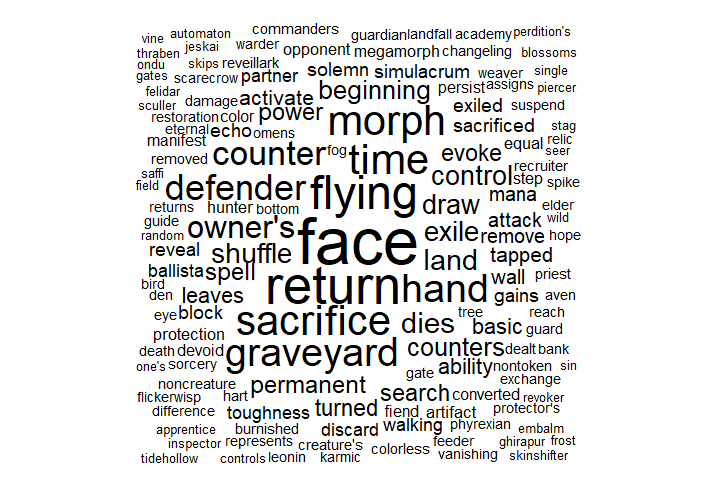 commanders
perdition's
vine automaton
guardian landfall academy
jeskai warder opponent megamorph changeling blossoms
thraben
ondu skips reveillark
gates scarecrow partner solemn simulacrum weaver single
felidar beginning persist assigns piercer
sculler damage activate
restoration color power morph exiled suspend
eternal echo omens sacrificed stag
manifest relic
removed counter fog time evoke equal seer
saffi control step recruiter
field defender flying spike
returns hunter bottom draw mana elder
guide owner's face attack wild
random exile remove hope
reveal shuffle land tapped
ballista spell wall priest
bird return hand
den leaves gains aven
eye block sacrifice dies tree reach
protection basic guard
death devoid graveyard counters dealt bank
one's sorcery ability nontoken sin
gate exchange
noncreature permanent search converted
flickerwisp hart revoker
difference toughness turned fiend artifact protector's
apprentice burnished discard walking phyrexian embalm
inspector represents creature's feeder ghirapur frost
tidehollow controls leonin karmic colorless vanishing skinshifter